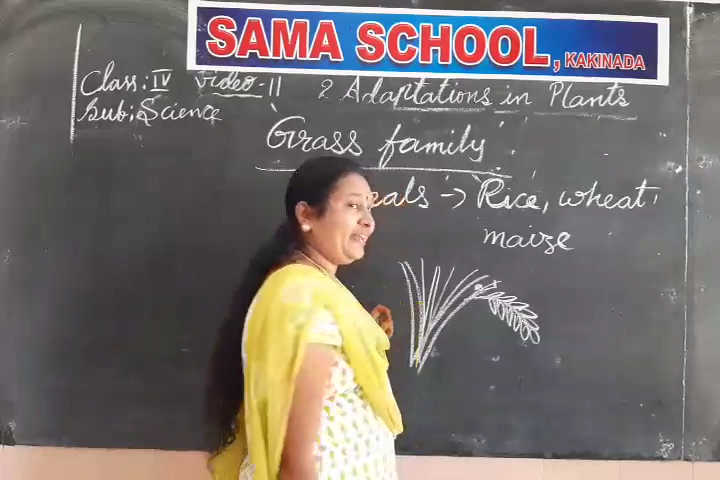 SAMA SCHOOL, KAKINADA
Class: IV Video-11 2 Adaptations in Plants
Sub: Science
Grass family
→ Rice, wheat,
maize